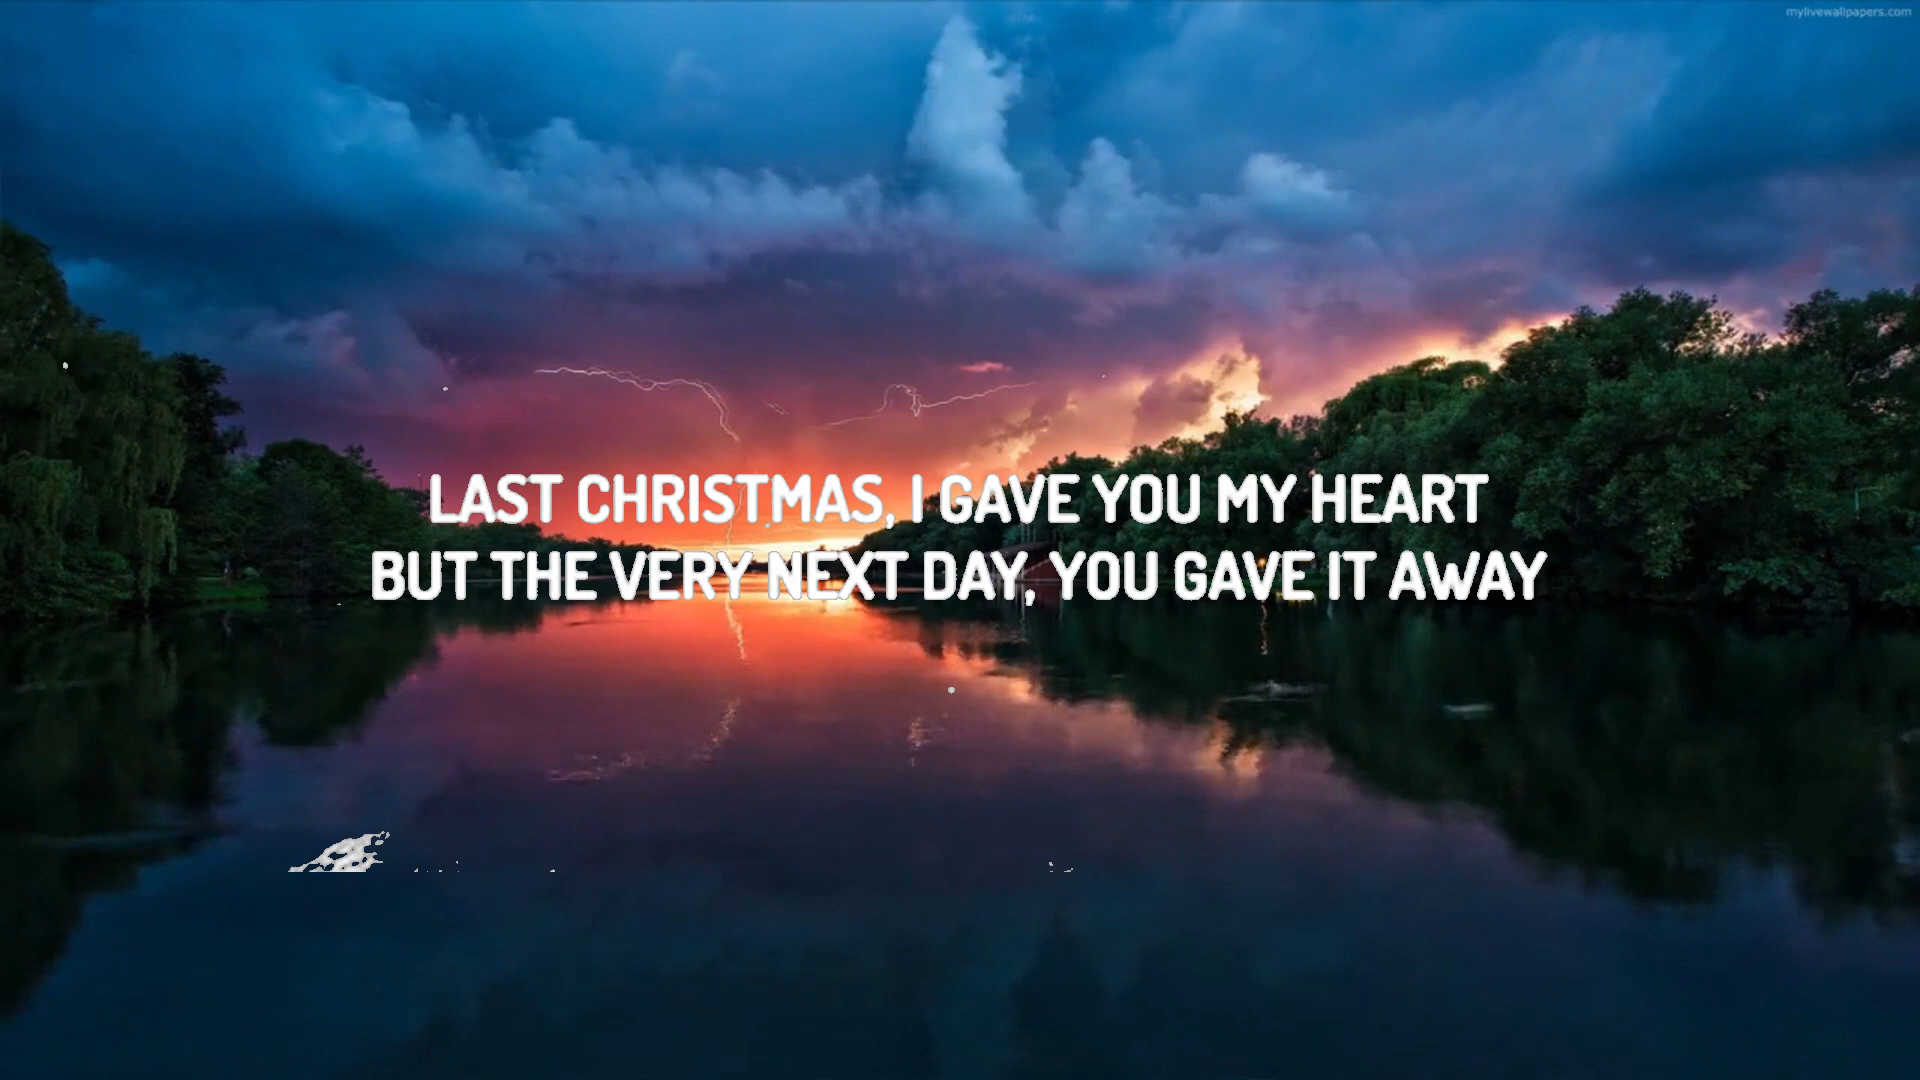 mylivewallpapers.com
LAST CHRISTMAS, I GAVE YOU MY HEART
BUT THE VERY NEXT DAY, YOU GAVE IT AWAY